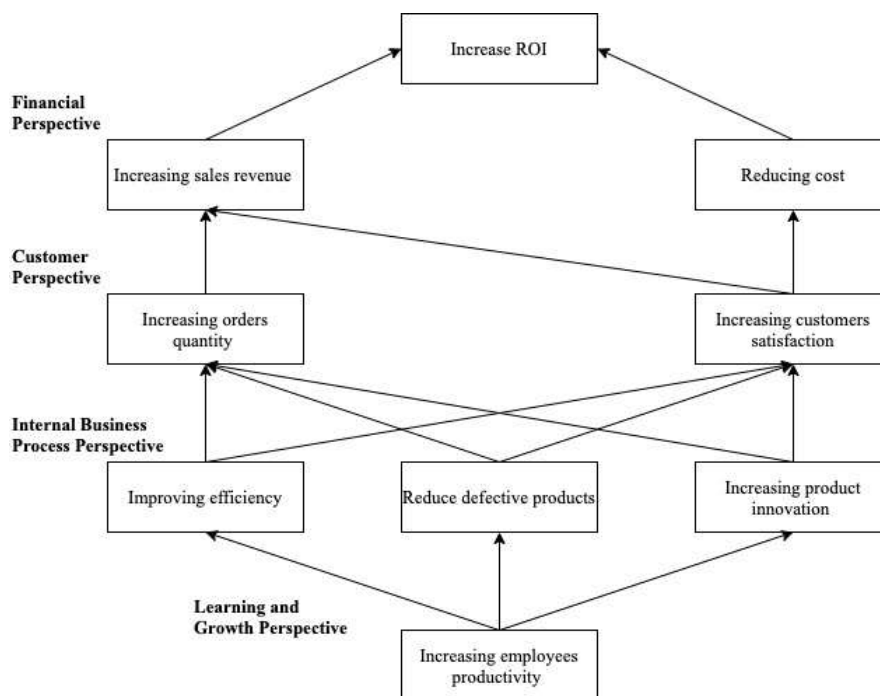 Increase ROI
Financial
Perspective
Increasing sales revenue
Reducing cost
Customer
Perspective
Increasing orders
quantity
Increasing customers
satisfaction
Internal Business
Process Perspective
Improving efficiency
Reduce defective products
Increasing product
innovation
Learning and
Growth Perspective
Increasing employees
productivity